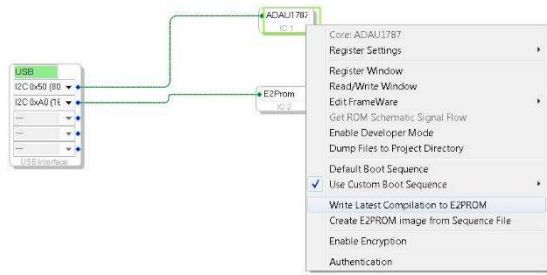 USB
I2C 0x50 (80
I2C 0xA0 (16
USB Interface
ADAU1787
IC 1
E2Prom
IC 2
Core: ADAU1787
Register Settings
Register Window
Read/Write Window
Edit FrameWare
Get ROM Schematic Signal Flow
Enable Developer Mode
Dump Files to Project Directory
Default Boot Sequence
Use Custom Boot Sequence
Write Latest Compilation to E2PROM
Create E2PROM image from Sequence File
Enable Encryption
Authentication